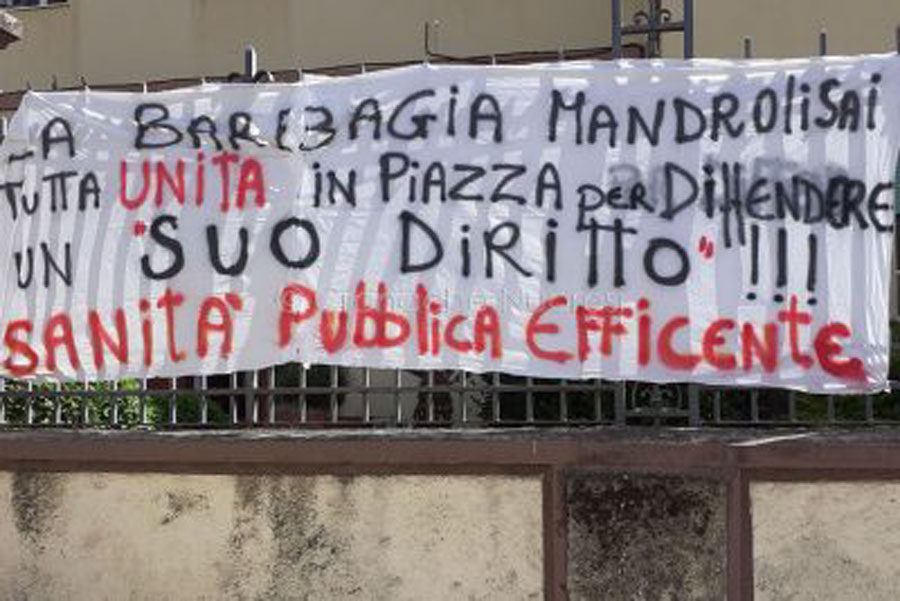 LA BARBAGIA MANDROLISAI
TUTTA UNITA IN PIAZZA PER DIFFENDERE
UN "SUO DIRITTO" !!!
SANITA' PUbblICA EFFICENTE